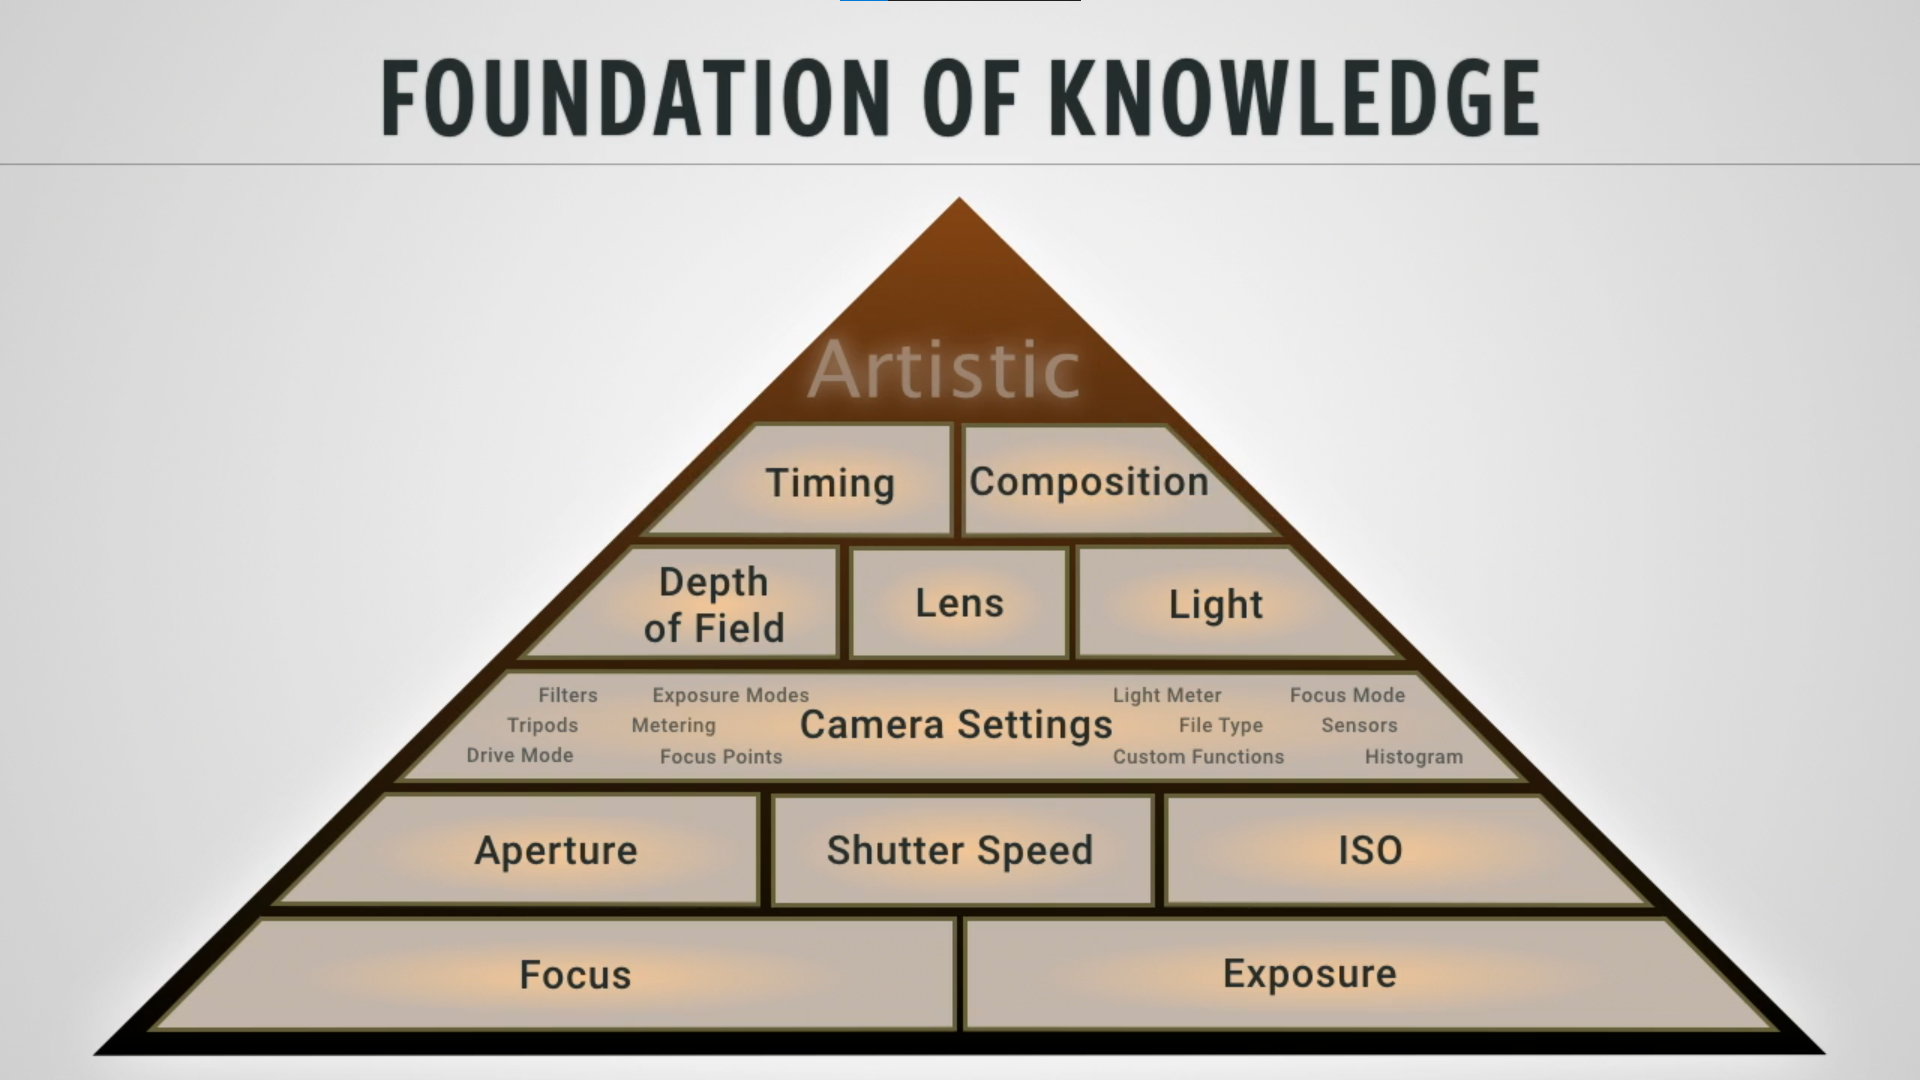 FOUNDATION OF KNOWLEDGE
Artistic
Timing
Composition
Depth
of Field
Lens
Light
Filters
Exposure Modes
Tripods
Metering
Drive Mode
Focus Points
Camera Settings
Light Meter
Focus Mode
File Type
Sensors
Custom Functions
Histogram
Aperture
Shutter Speed
ISO
Focus
Exposure